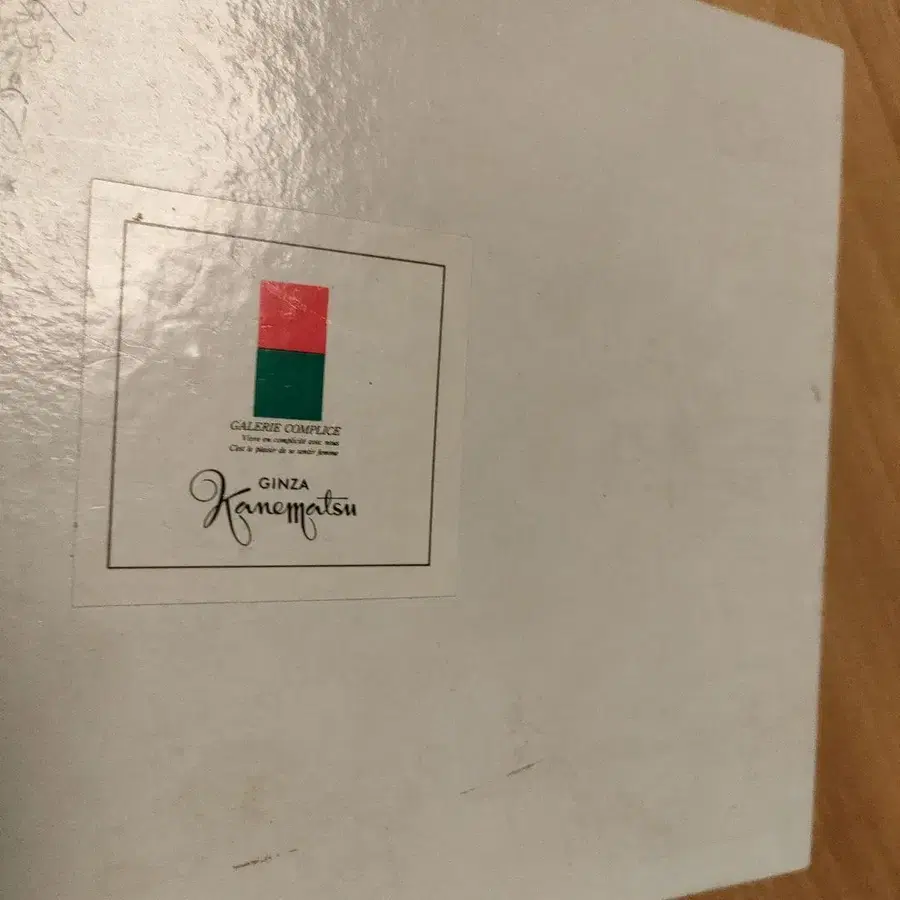 GALERIE COMPLICE
Vivre en complicité avec nous
C'est le plaisir de se sentir femme
GINZA
Kanematsu